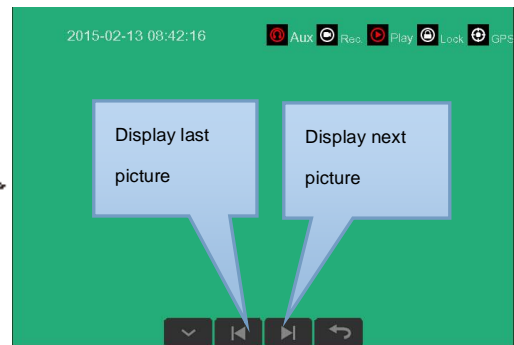 2015-02-13 08:42:16 Aux Rec. Play Lock GPS
Display last
picture
Display next
picture